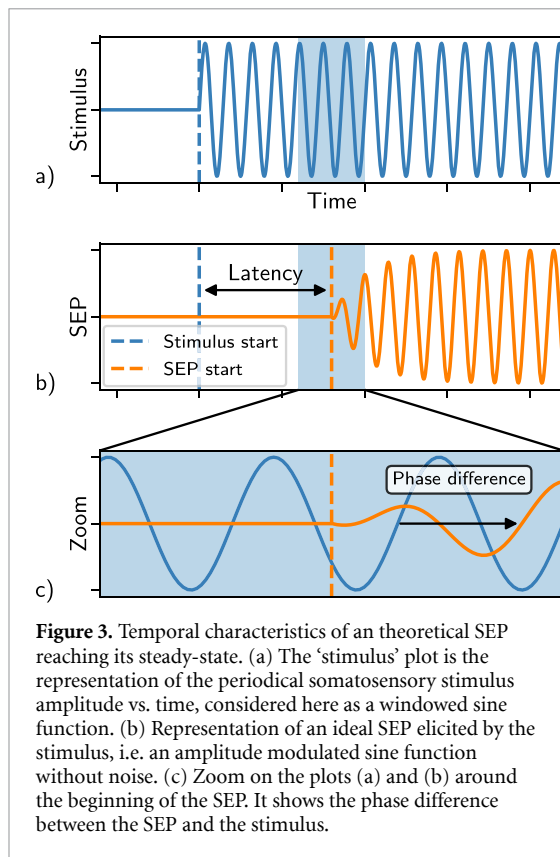 Stimulus
a)
Time
Latency
SEP
Stimulus start
SEP start
b)
Phase difference
Zoom
c)
Figure 3. Temporal characteristics of an theoretical SEP
reaching its steady-state. (a) The ‘stimulus’ plot is the
representation of the periodical somatosensory stimulus
amplitude vs. time, considered here as a windowed sine
function. (b) Representation of an ideal SEP elicited by the
stimulus, i.e. an amplitude modulated sine function
without noise. (c) Zoom on the plots (a) and (b) around
the beginning of the SEP. It shows the phase difference
between the SEP and the stimulus.